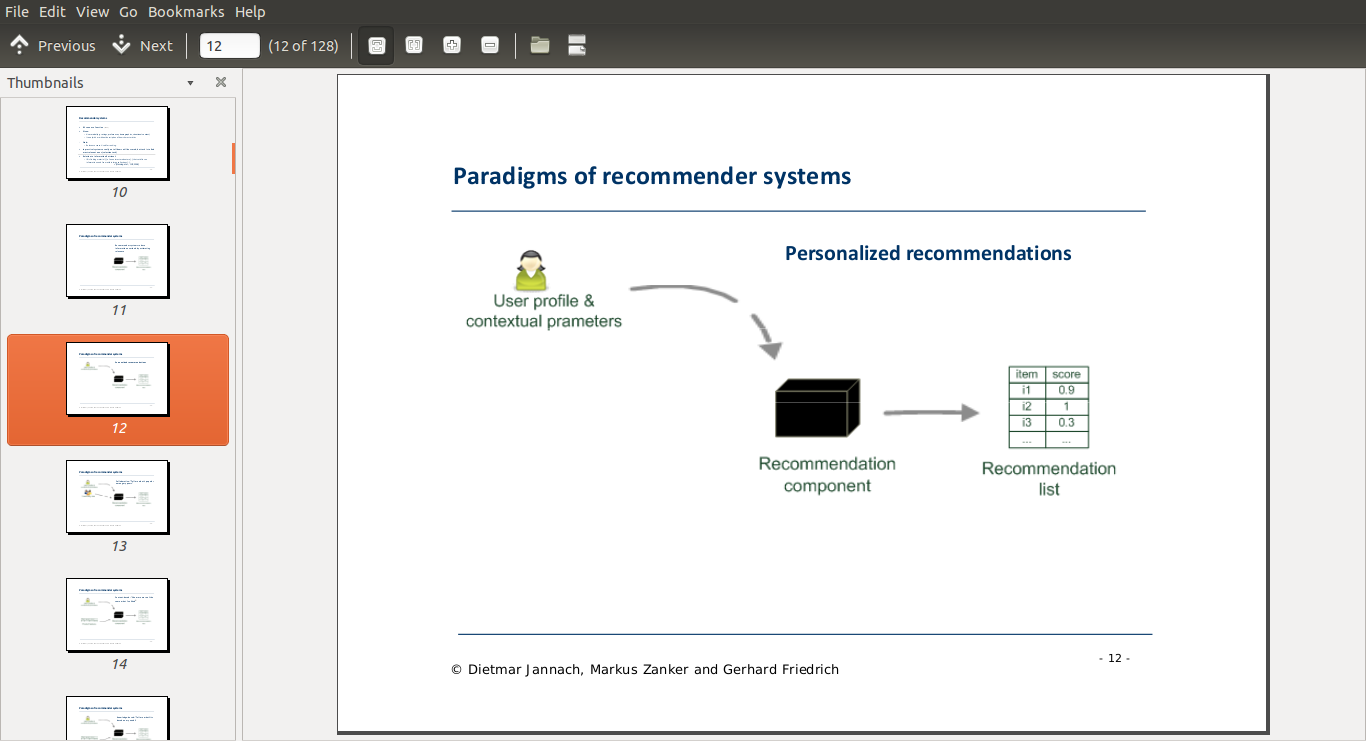 File Edit View Go Bookmarks Help
Previous Next 12 (12 of 128)
Thumbnails
10
11
12
13
14
Paradigms of recommender systems
Personalized recommendations
User profile &
contextual prameters
item score
i1 0.9
i2 1
i3 0.3
... ...
Recommendation
component
Recommendation
list
- 12 -
© Dietmar Jannach, Markus Zanker and Gerhard Friedrich